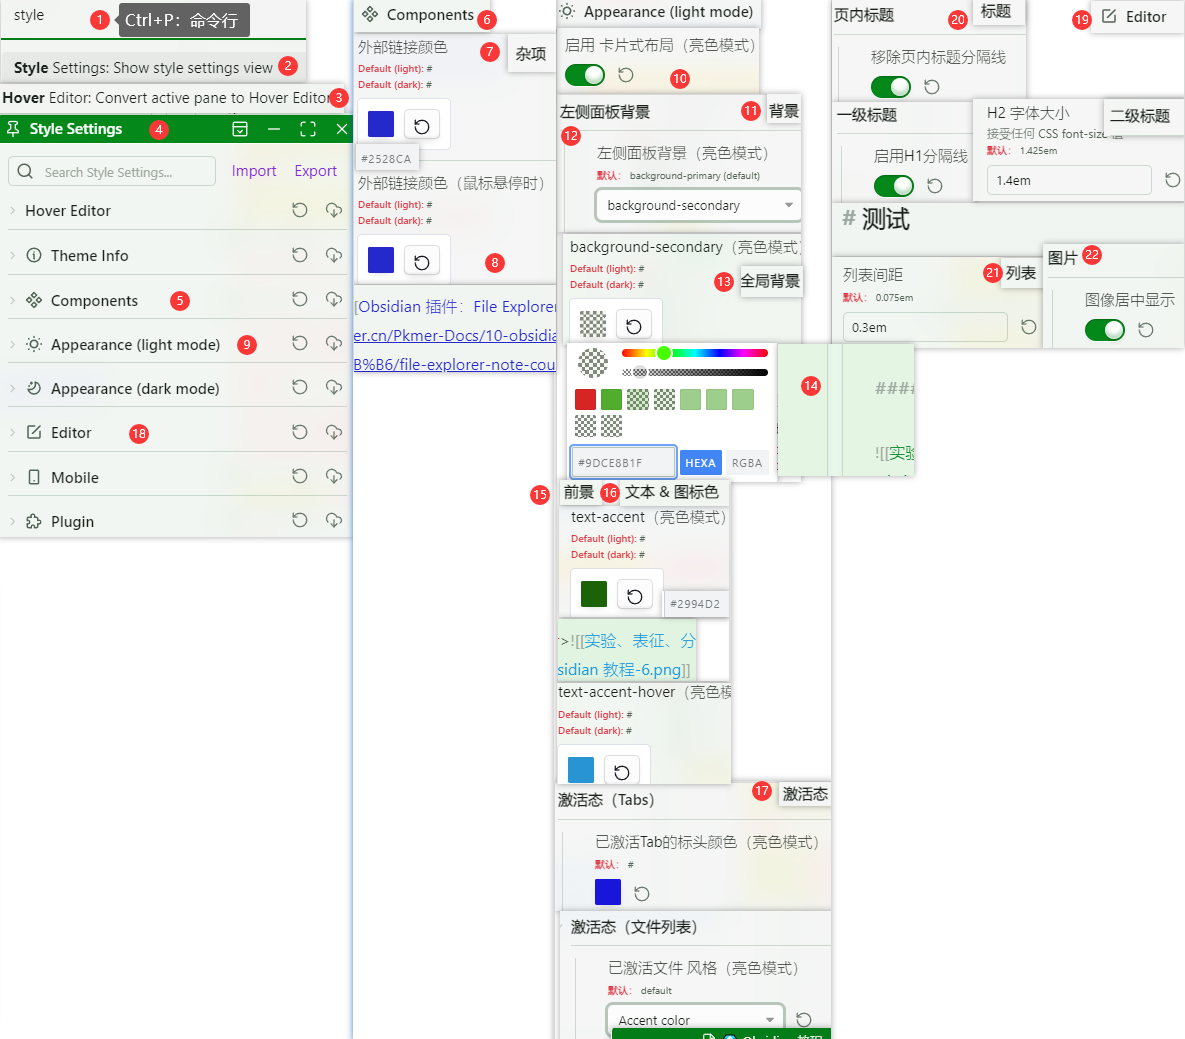 style
1
Ctrl+P：命令行
Style Settings: Show style settings view
2
Hover Editor: Convert active pane to Hover Editor
3
Style Settings
4
Search Style Settings...
Import
Export
Hover Editor
Theme Info
Components
5
Appearance (light mode)
9
Appearance (dark mode)
Editor
18
Mobile
Plugin
Components
6
外部链接颜色
7
杂项
Default (light): #
Default (dark): #
#2528CA
外部链接颜色（鼠标悬停时）
Default (light): #
Default (dark): #
8
[Obsidian 插件：File Explorer
er.cn/Pkmer-Docs/10-obsidia
B%B6/file-explorer-note-cou
Appearance (light mode)
启用 卡片式布局（亮色模式）
10
左侧面板背景
11
背景
12
左侧面板背景（亮色模式）
默认： background-primary (default)
background-secondary
background-secondary（亮色模式
Default (light): #
Default (dark): #
13
全局背景
14
####
![[实验
#9DCE8B1F
HEXA
RGBA
15
前景
16
文本 & 图标色
text-accent（亮色模式）
Default (light): #
Default (dark): #
#2994D2
>![[实验、表征、分
sidian 教程-6.png]]
text-accent-hover（亮色模
Default (light): #
Default (dark): #
17
激活态
激活态（Tabs）
已激活Tab的标头颜色（亮色模式）
默认： #
激活态（文件列表）
已激活文件 风格（亮色模式）
默认： default
Accent color
Obsidian 教程
页内标题
20
标题
19
Editor
移除页内标题分隔线
一级标题
启用H1分隔线
H2 字体大小
二级标题
接受任何 CSS font-size 值
默认： 1.425em
1.4em
# 测试
列表间距
21
列表
默认： 0.075em
0.3em
图片
22
图像居中显示